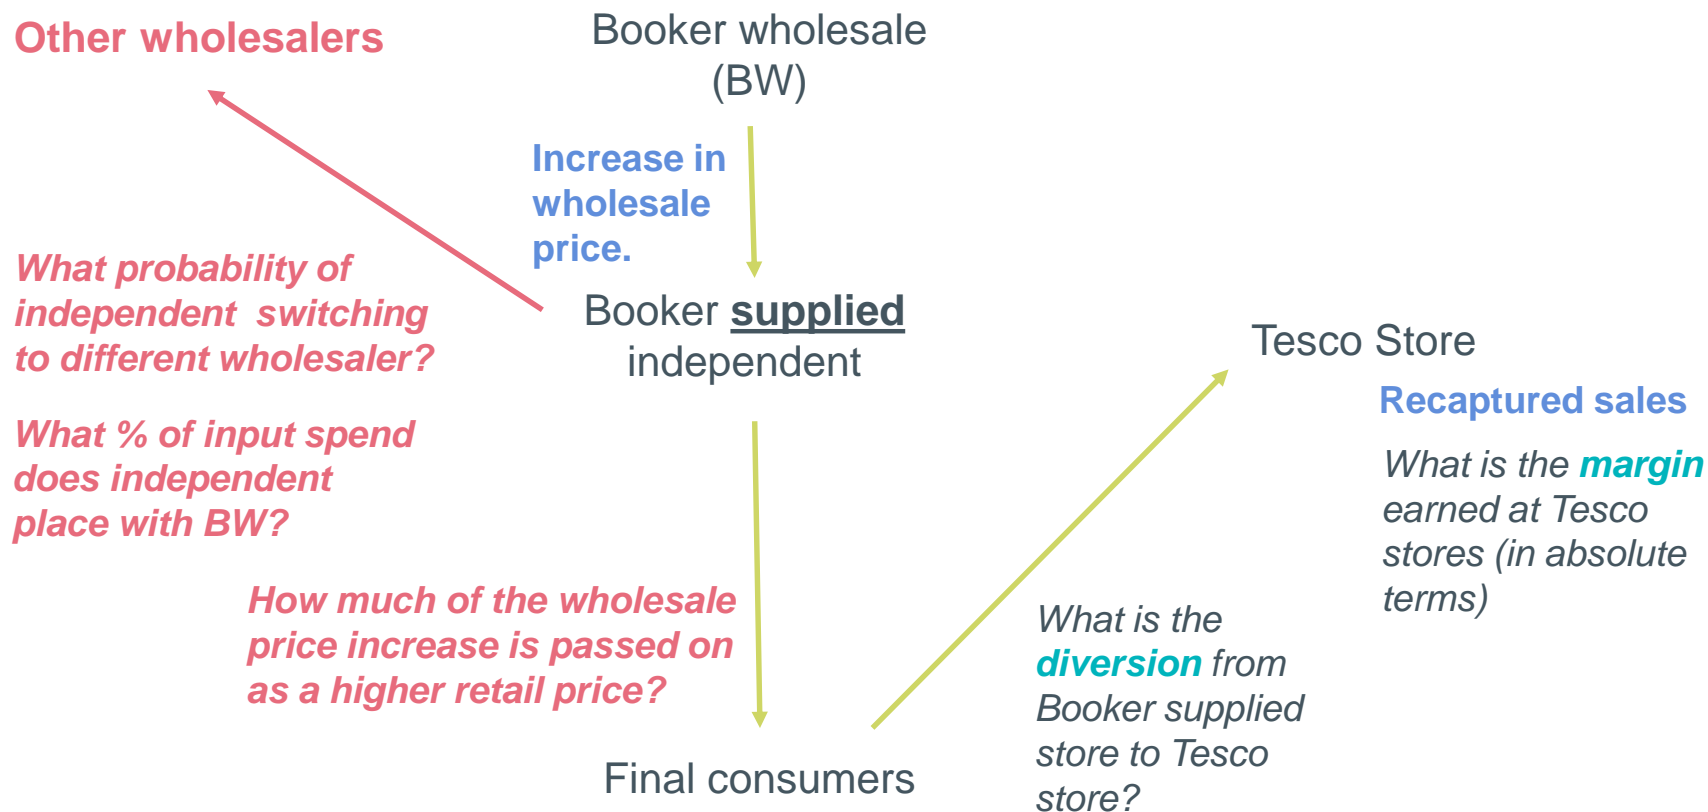 Other wholesalers
Booker wholesale
(BW)
Increase in
wholesale
price.
What probability of
independent  switching
to different wholesaler?
Booker supplied
independent
Tesco Store
Recaptured sales
What % of input spend
does independent
place with BW?
What is the margin
earned at Tesco
stores (in absolute
terms)
How much of the wholesale
price increase is passed on
as a higher retail price?
What is the
diversion from
Booker supplied
store to Tesco
store?
Final consumers